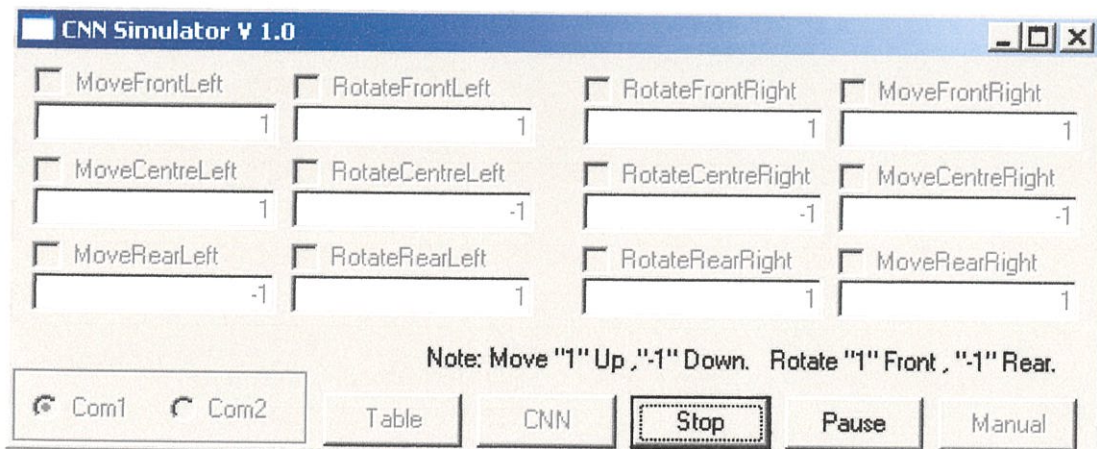 CNN Simulator V 1.0
MoveFrontLeft RotateFrontLeft RotateFrontRight MoveFrontRight
1 1 1 1
MoveCentreLeft RotateCentreLeft RotateCentreRight MoveCentreRight
1 -1 -1 -1
MoveRearLeft RotateRearLeft RotateRearRight MoveRearRight
-1 1 1 1
Note: Move "1" Up ,"-1" Down. Rotate "1" Front , "-1" Rear.
Com1 Com2 Table CNN Stop Pause Manual